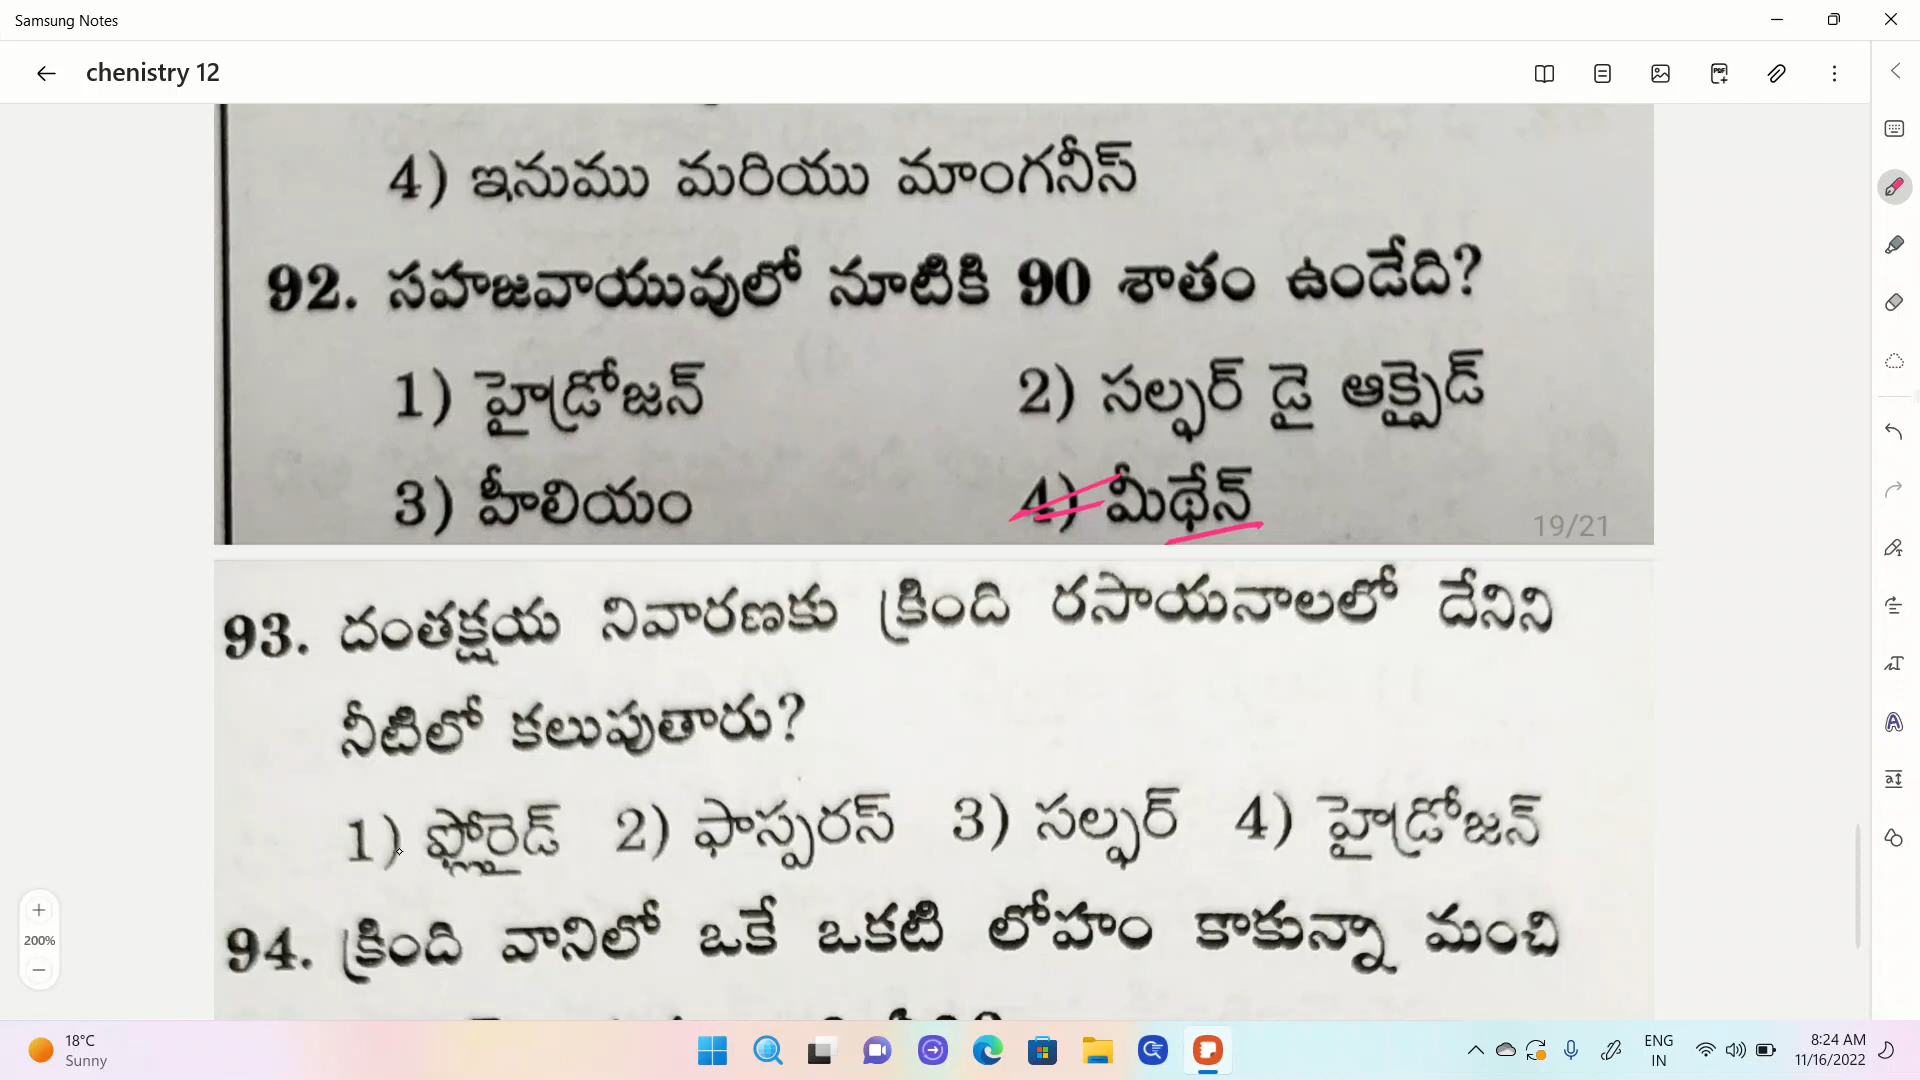 Samsung Notes
chenistry 12
4) ఇనుము మరియు మాంగనీస్
92. సహజవాయువులో నూటికి 90 శాతం ఉండేది?
1) హైడ్రోజన్ 2) సల్ఫర్ డై ఆక్సైడ్
3) హీలియం 4) మీథేన్
19/21
93. దంతక్షయ నివారణకు క్రింది రసాయనాలలో దేనిని
నీటిలో కలుపుతారు?
1) ఫ్లోరైడ్ 2) ఫాస్పరస్ 3) సల్ఫర్ 4) హైడ్రోజన్
94. క్రింది వానిలో ఒకే ఒకటి లోహం కాకున్నా మంచి
200%
18°C
Sunny
ENG
IN
8:24 AM
11/16/2022